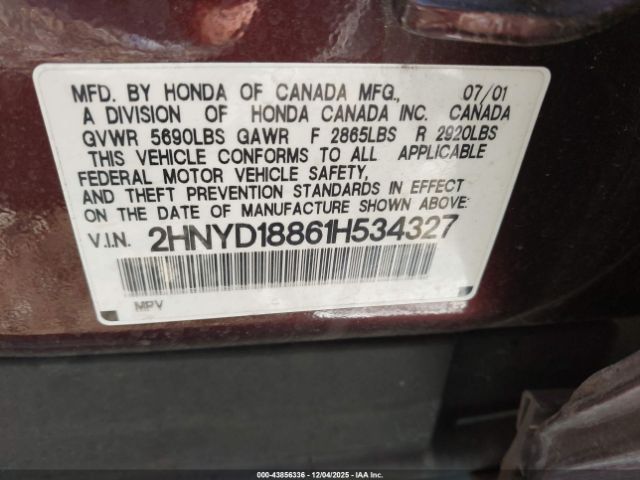 MFD. BY HONDA OF CANADA MFG., 07/01
A DIVISION OF HONDA CANADA INC. CANADA
GVWR 5690LBS GAWR F 2865LBS R 2920LBS
THIS VEHICLE CONFORMS TO ALL APPLICABLE
FEDERAL MOTOR VEHICLE SAFETY,
AND THEFT PREVENTION STANDARDS IN EFFECT
ON THE DATE OF MANUFACTURE SHOWN ABOVE.
V.I.N. 2HNYD18861H534327
MPV
000-43856336 - 12/04/2025 - IAA Inc.